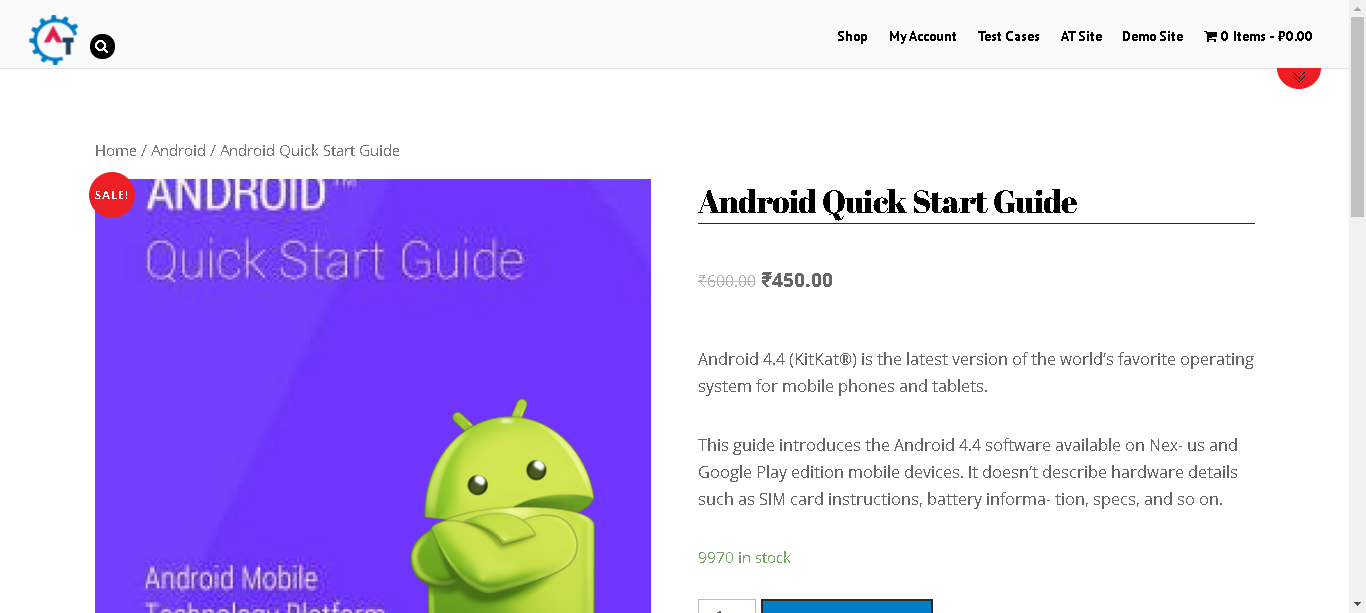 AT
Shop
My Account
Test Cases
AT Site
Demo Site
0 Items - ₽0.00
Home / Android / Android Quick Start Guide
SALE!
ANDROID™
Quick Start Guide
Android Mobile
Technology Platform
Android Quick Start Guide
₹600.00 ₹450.00
Android 4.4 (KitKat®) is the latest version of the world’s favorite operating
system for mobile phones and tablets.
This guide introduces the Android 4.4 software available on Nex- us and
Google Play edition mobile devices. It doesn’t describe hardware details
such as SIM card instructions, battery informa- tion, specs, and so on.
9970 in stock